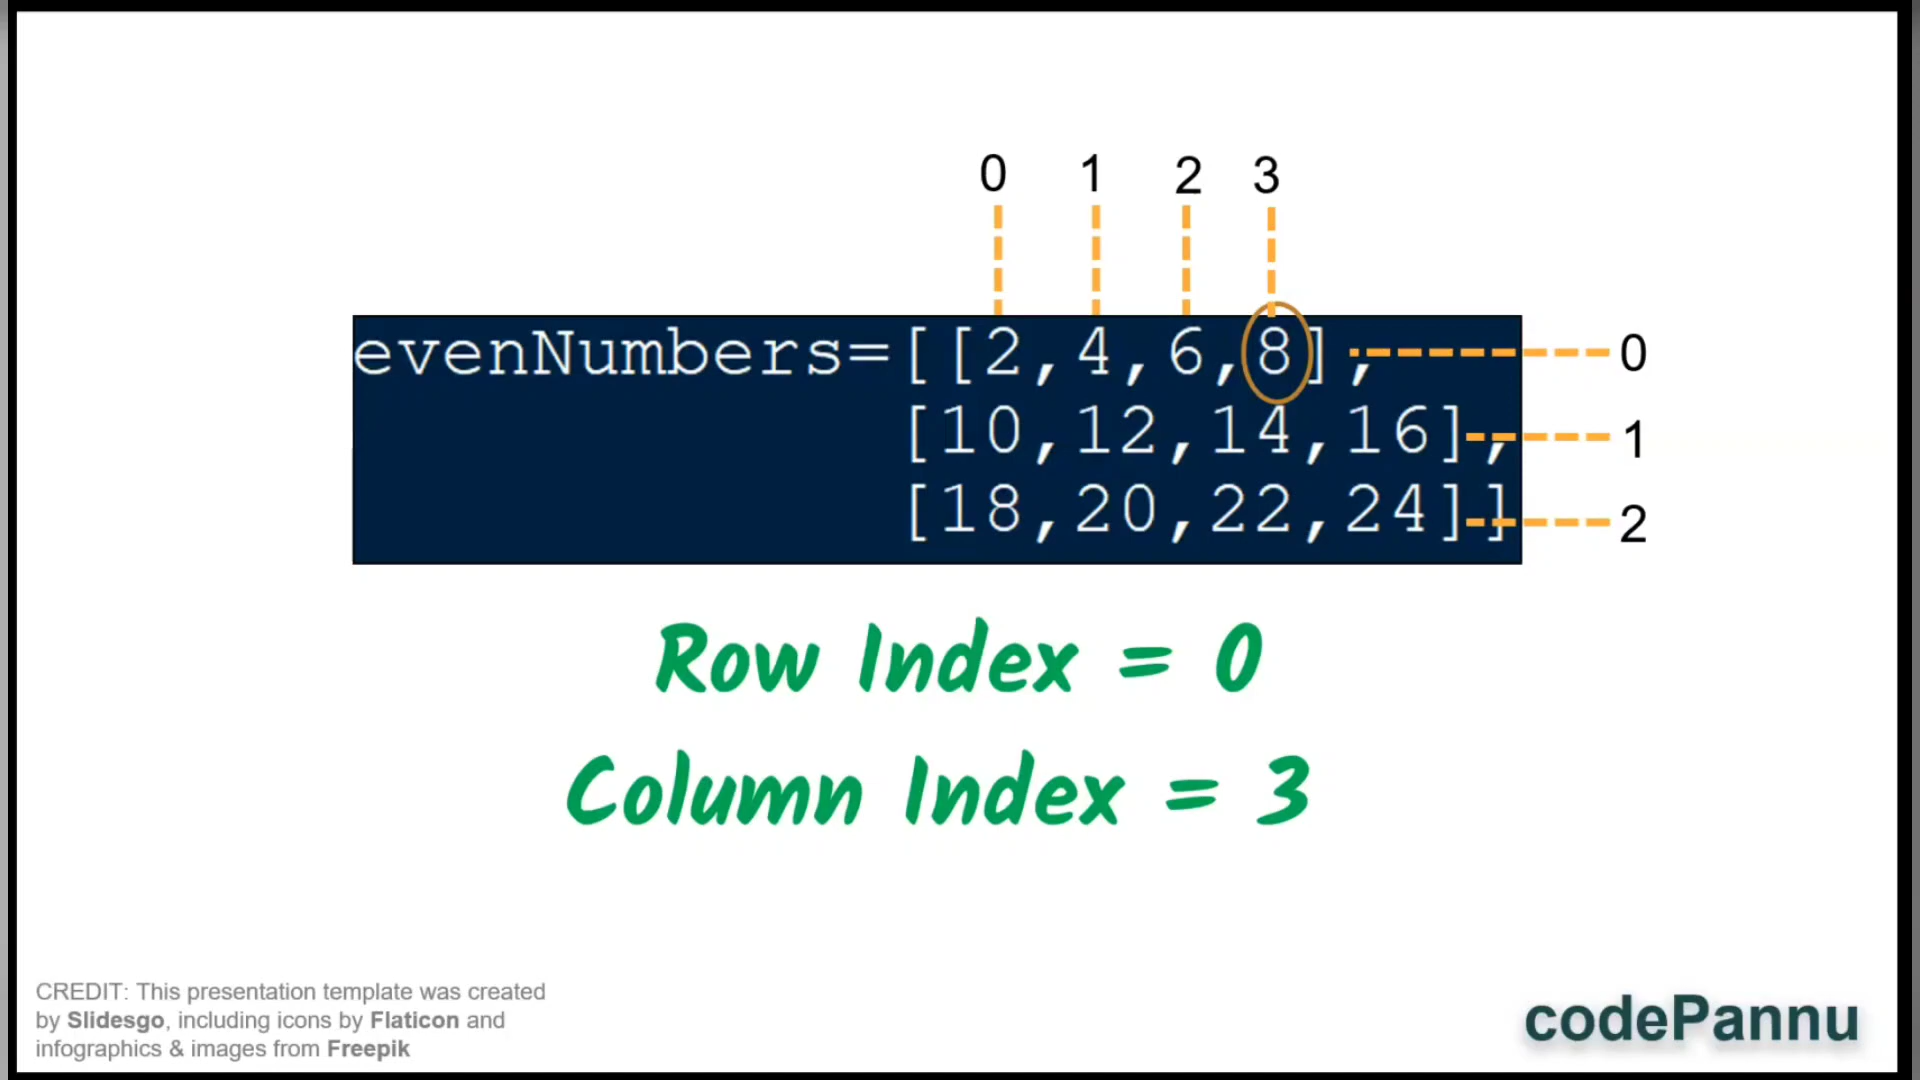 0 1 2 3
evenNumbers=[[2,4,6,8], 0
[10,12,14,16], 1
[18,20,22,24]] 2
Row Index = 0
Column Index = 3
CREDIT: This presentation template was created
by Slidesgo, including icons by Flaticon and
infographics & images from Freepik
codePannu